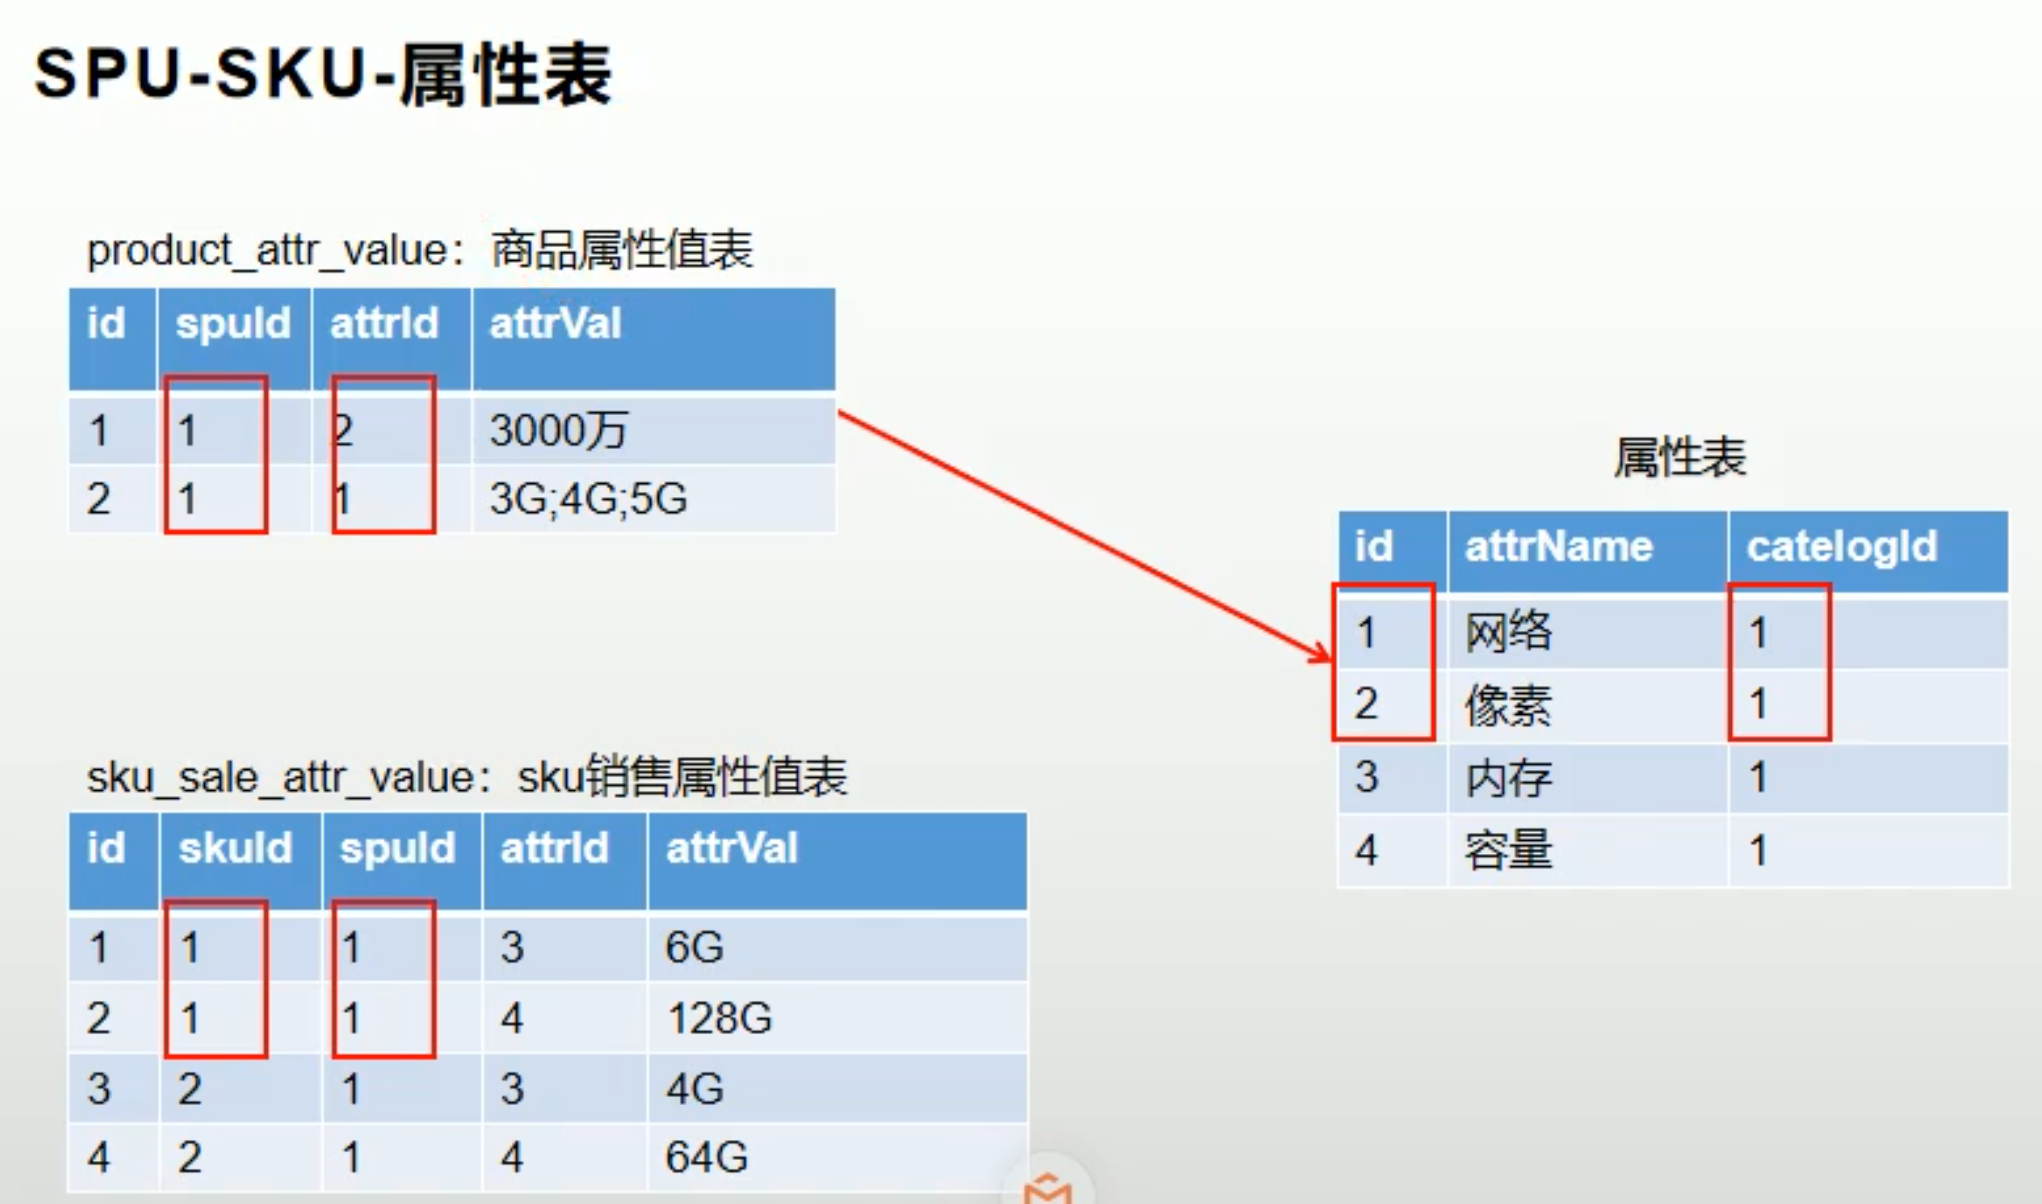 SPU-SKU-属性表
product_attr_value：商品属性值表
id spuId attrId attrVal
1 1 2 3000万
2 1 1 3G;4G;5G
属性表
id attrName catelogId
1 网络 1
2 像素 1
3 内存 1
4 容量 1
sku_sale_attr_value：sku销售属性值表
id skuId spuId attrId attrVal
1 1 1 3 6G
2 1 1 4 128G
3 2 1 3 4G
4 2 1 4 64G